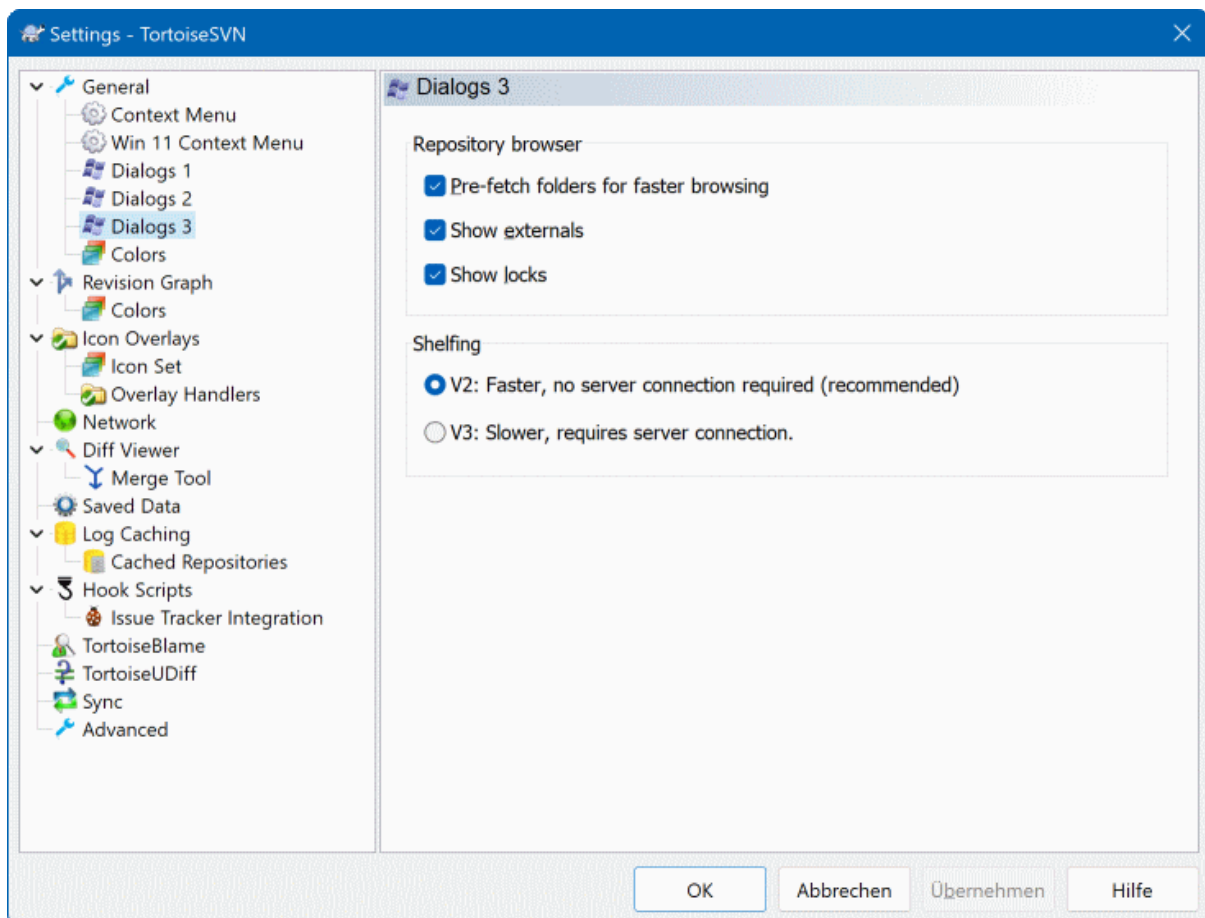 Settings - TortoiseSVN
General
Context Menu
Win 11 Context Menu
Dialogs 1
Dialogs 2
Dialogs 3
Colors
Revision Graph
Colors
Icon Overlays
Icon Set
Overlay Handlers
Network
Diff Viewer
Merge Tool
Saved Data
Log Caching
Cached Repositories
Hook Scripts
Issue Tracker Integration
TortoiseBlame
TortoiseUDiff
Sync
Advanced
Dialogs 3
Repository browser
Pre-fetch folders for faster browsing
Show externals
Show locks
Shelfing
V2: Faster, no server connection required (recommended)
V3: Slower, requires server connection.
OK Abbrechen Übernehmen Hilfe